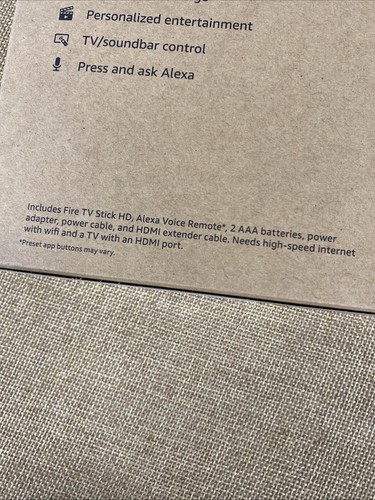 Personalized entertainment
TV/soundbar control
Press and ask Alexa
Includes Fire TV Stick HD, Alexa Voice Remote*, 2 AAA batteries, power
adapter, power cable, and HDMI extender cable. Needs high-speed internet
with wifi and a TV with an HDMI port.
*Preset app buttons may vary.